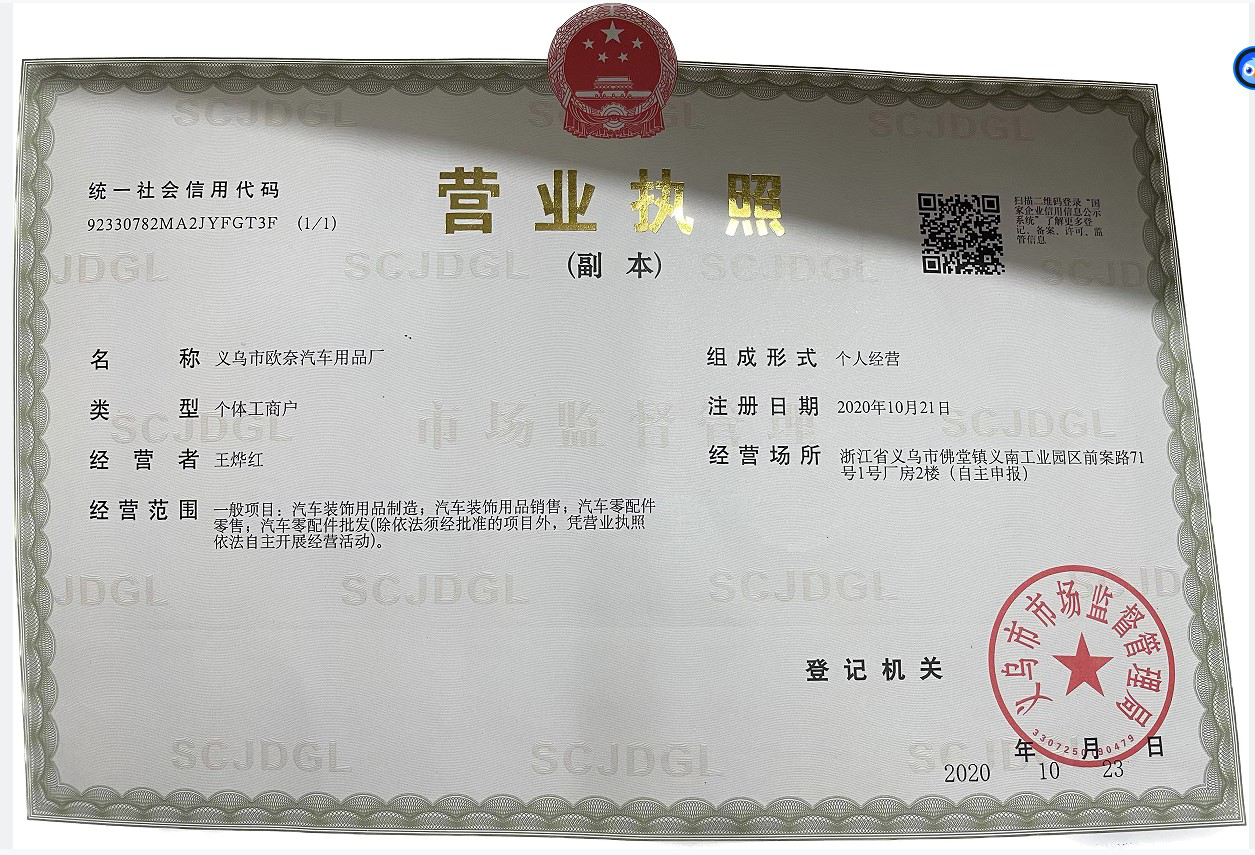 营业执照
(副 本)
统一社会信用代码
92330782MA2JYFGT3F (1/1)
扫描二维码登录“国
家企业信用信息公示
系统”了解更多登
记、备案、许可、监
管信息
名 称 义乌市欧奈汽车用品厂
类 型 个体工商户
经 营 者 王烨红
经营范围 一般项目：汽车装饰用品制造；汽车装饰用品销售；汽车零配件
零售；汽车零配件批发(除依法须经批准的项目外，凭营业执照
依法自主开展经营活动)。
组成形式 个人经营
注册日期 2020年10月21日
经营场所 浙江省义乌市佛堂镇义南工业园区前案路71
号1号厂房2楼（自主申报）
登记机关
义乌市市场监督管理局
年 月 日
2020 10 23
SCJDGL
市场监督管理